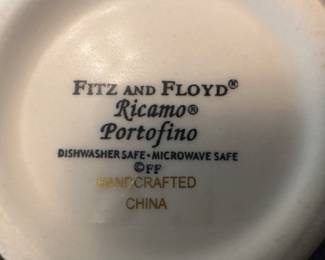 FITZ AND FLOYD®
Ricamo®
Portofino
DISHWASHER SAFE • MICROWAVE SAFE
©FF
HANDCRAFTED
CHINA